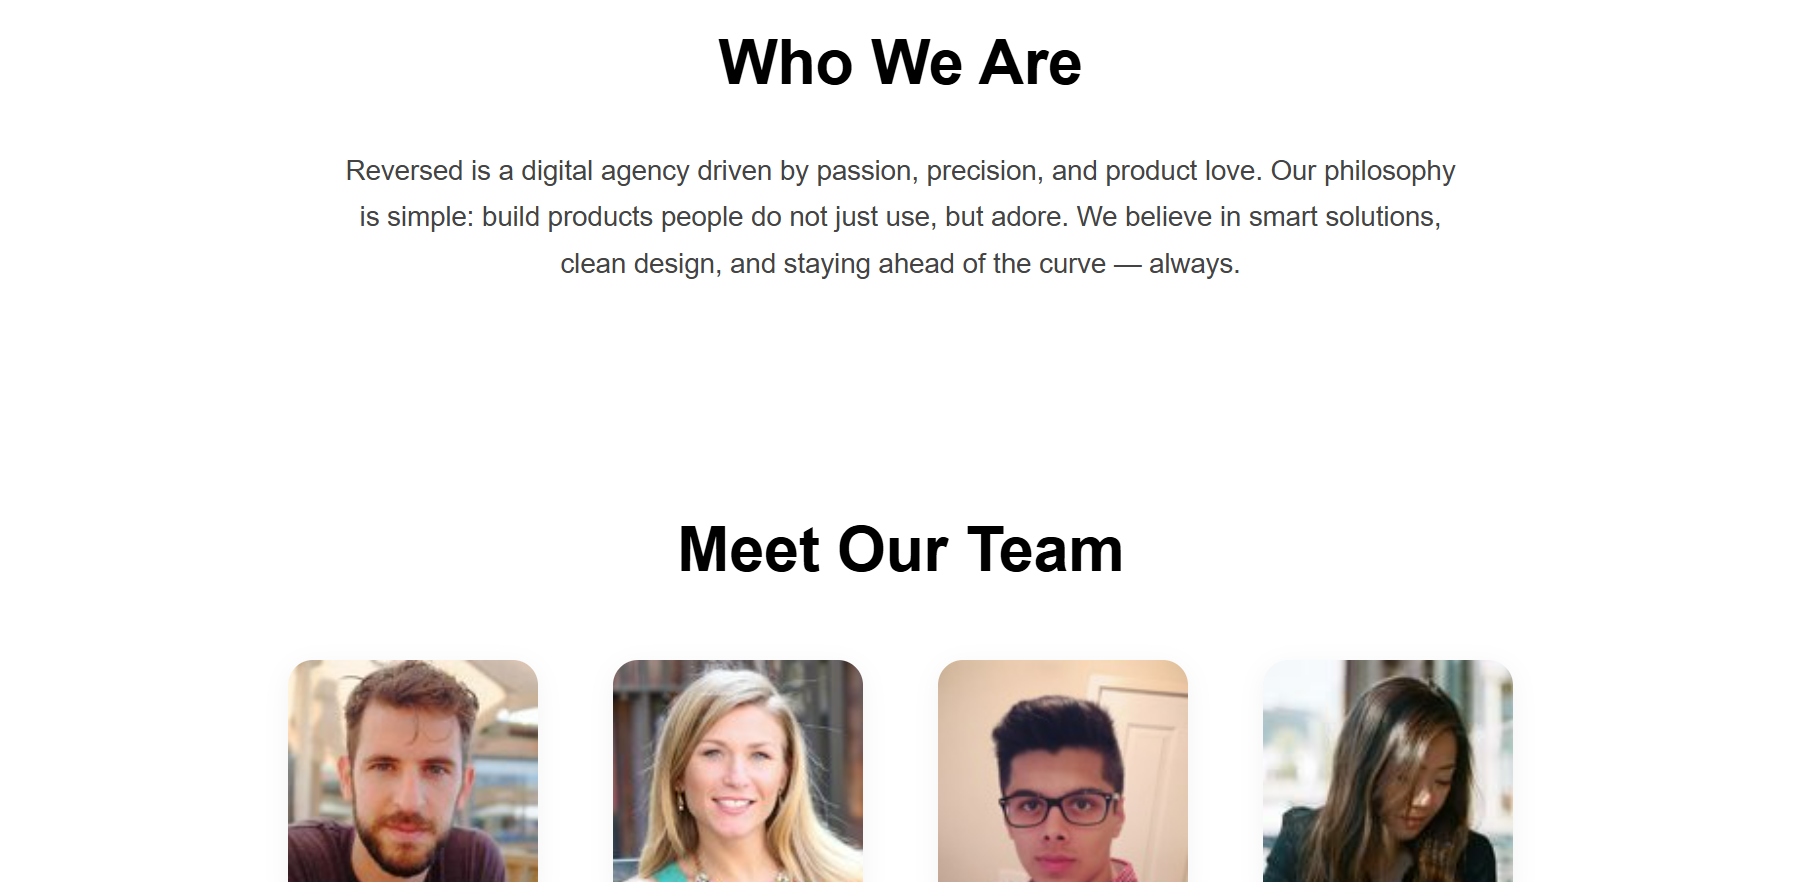 Who We Are
Reversed is a digital agency driven by passion, precision, and product love. Our philosophy
is simple: build products people do not just use, but adore. We believe in smart solutions,
clean design, and staying ahead of the curve — always.
Meet Our Team